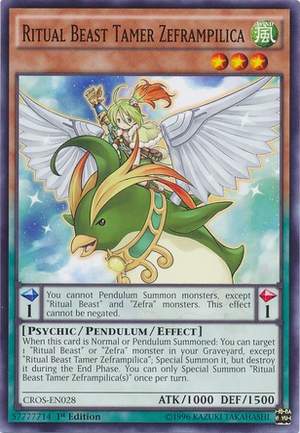 RITUAL BEAST TAMER ZEFRAMPILICA
風
You cannot Pendulum Summon monsters, except
"Ritual Beast" and "Zefra" monsters. This effect
cannot be negated.
1
1
[PSYCHIC / PENDULUM / EFFECT]
When this card is Normal or Pendulum Summoned: You can target
1 "Ritual Beast" or "Zefra" monster in your Graveyard, except
"Ritual Beast Tamer Zeframpilica"; Special Summon it, but destroy
it during the End Phase. You can only Special Summon "Ritual
Beast Tamer Zeframpilica(s)" once per turn.
CROS-EN028
ATK/1000 DEF/1500
57777714
1st Edition
©1996 KAZUKI TAKAHASHI